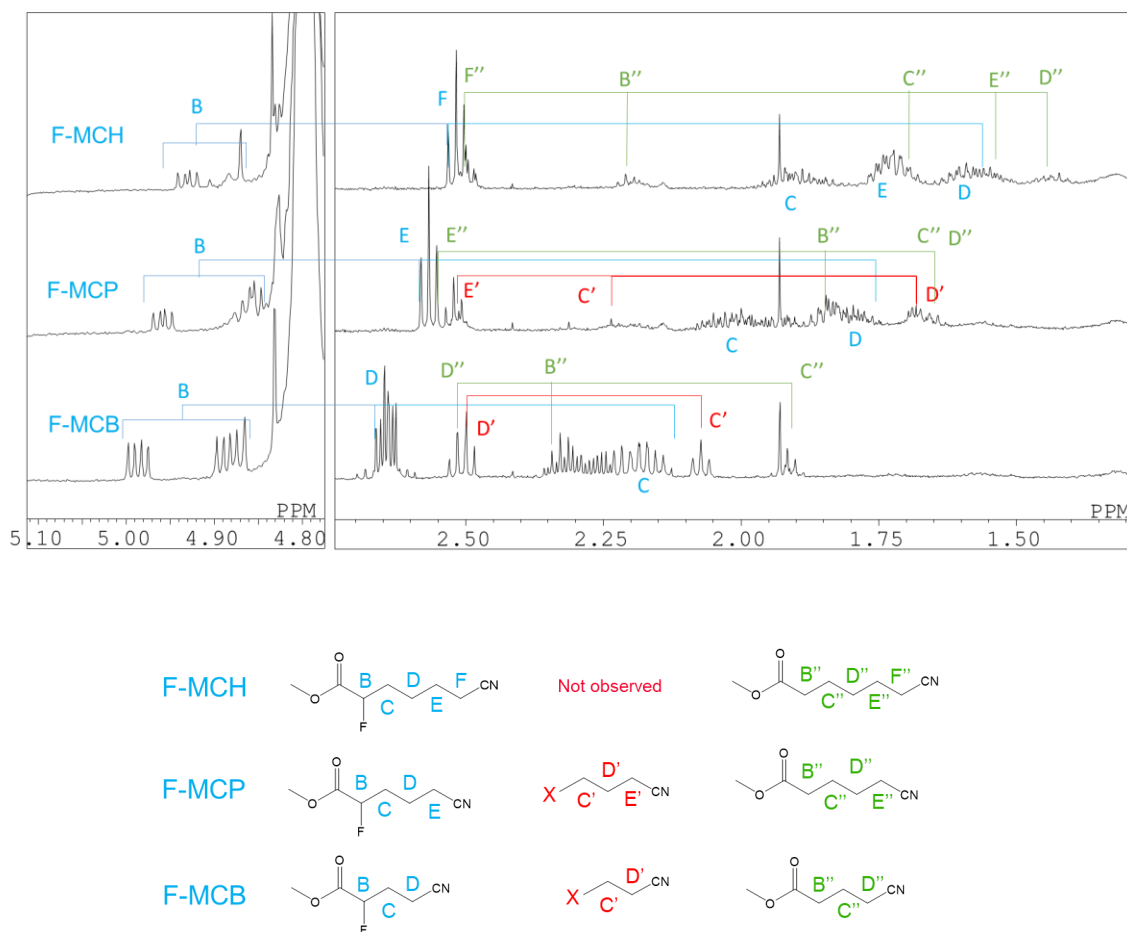 F'' B'' C'' E'' D''
B F
F-MCH
C E D
E E'' B'' C'' D''
B
F-MCP E' C' D'
C D
B D D'' B'' C''
F-MCB D' C'
C
PPM PPM
5.10 5.00 4.90 4.80 2.50 2.25 2.00 1.75 1.50
O B D F
F-MCH O C E CN Not observed O B'' D'' F''
F O C'' E'' CN
O B D D' O B'' D''
F-MCP O C E CN X C' E' CN O C'' E'' CN
F
O B D D' O B'' D''
F-MCB O C CN X C' CN O C'' CN
F